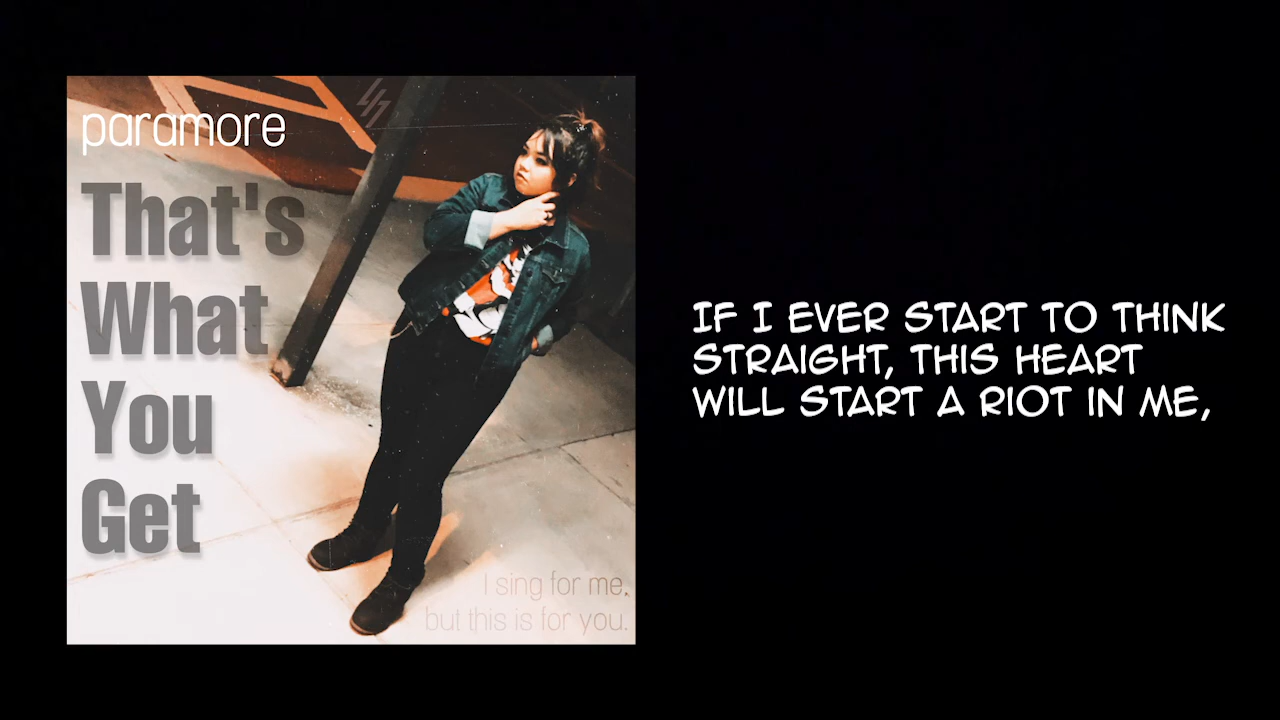 paramore
That's
What
You
Get
I sing for me,
but this is for you.
IF I EVER START TO THINK
STRAIGHT, THIS HEART
WILL START A RIOT IN ME,